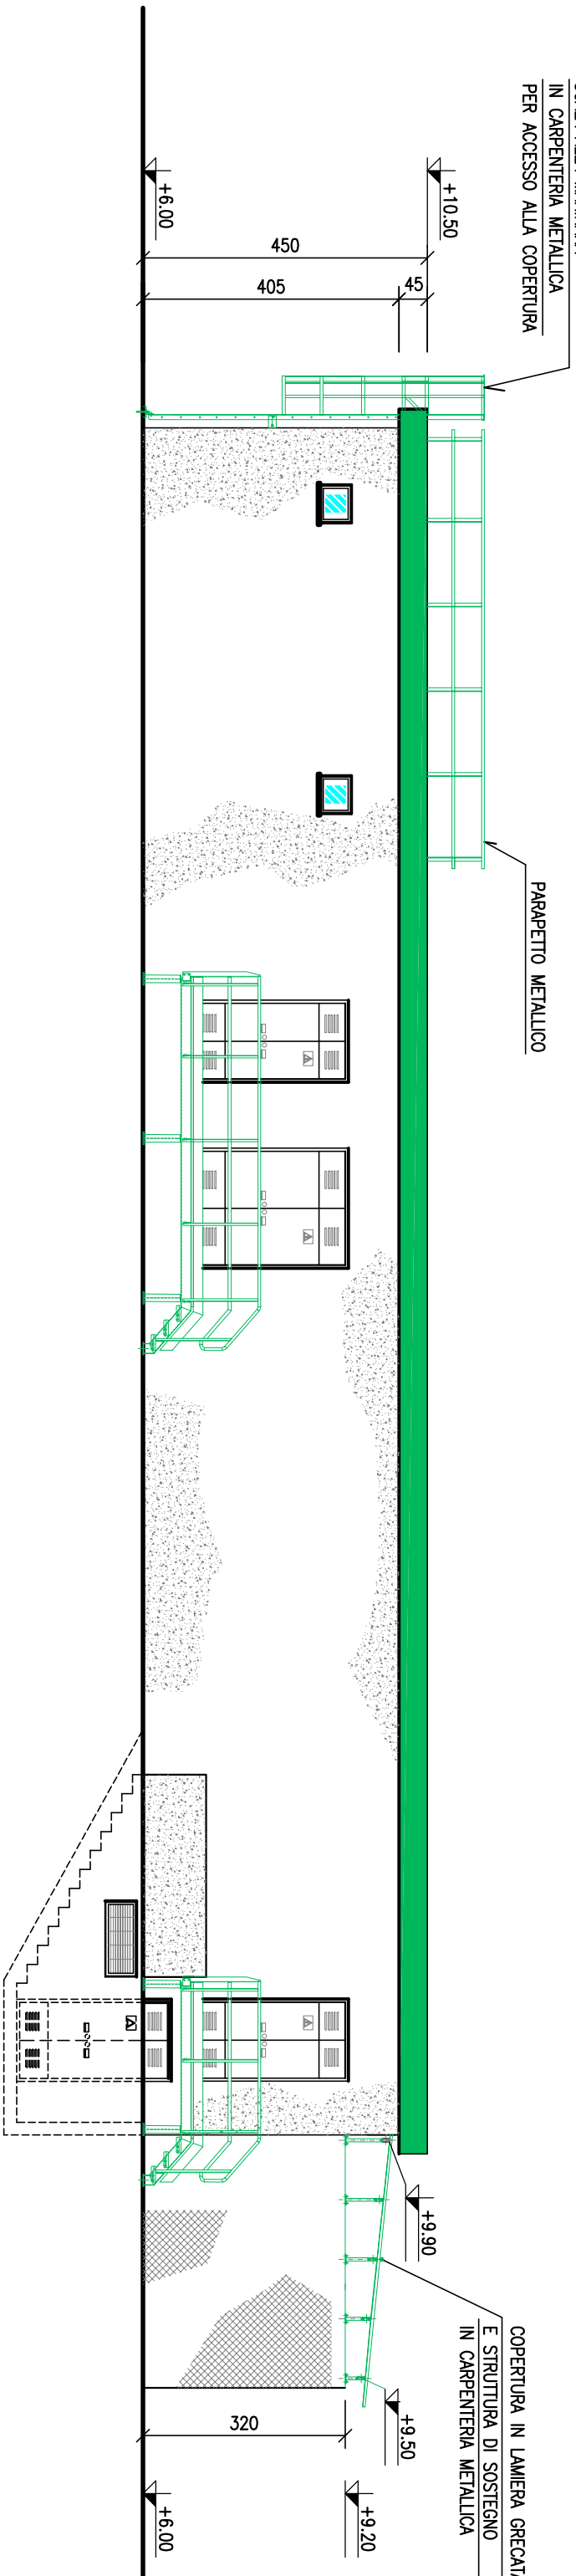 IN CARPENTERIA METALLICA
PER ACCESSO ALLA COPERTURA
+10.50
+6.00
450
405
45
PARAPETTO METALLICO
+9.90
COPERTURA IN LAMIERA GRECATA
E STRUTTURA DI SOSTEGNO
IN CARPENTERIA METALLICA
+9.50
320
+9.20
+6.00